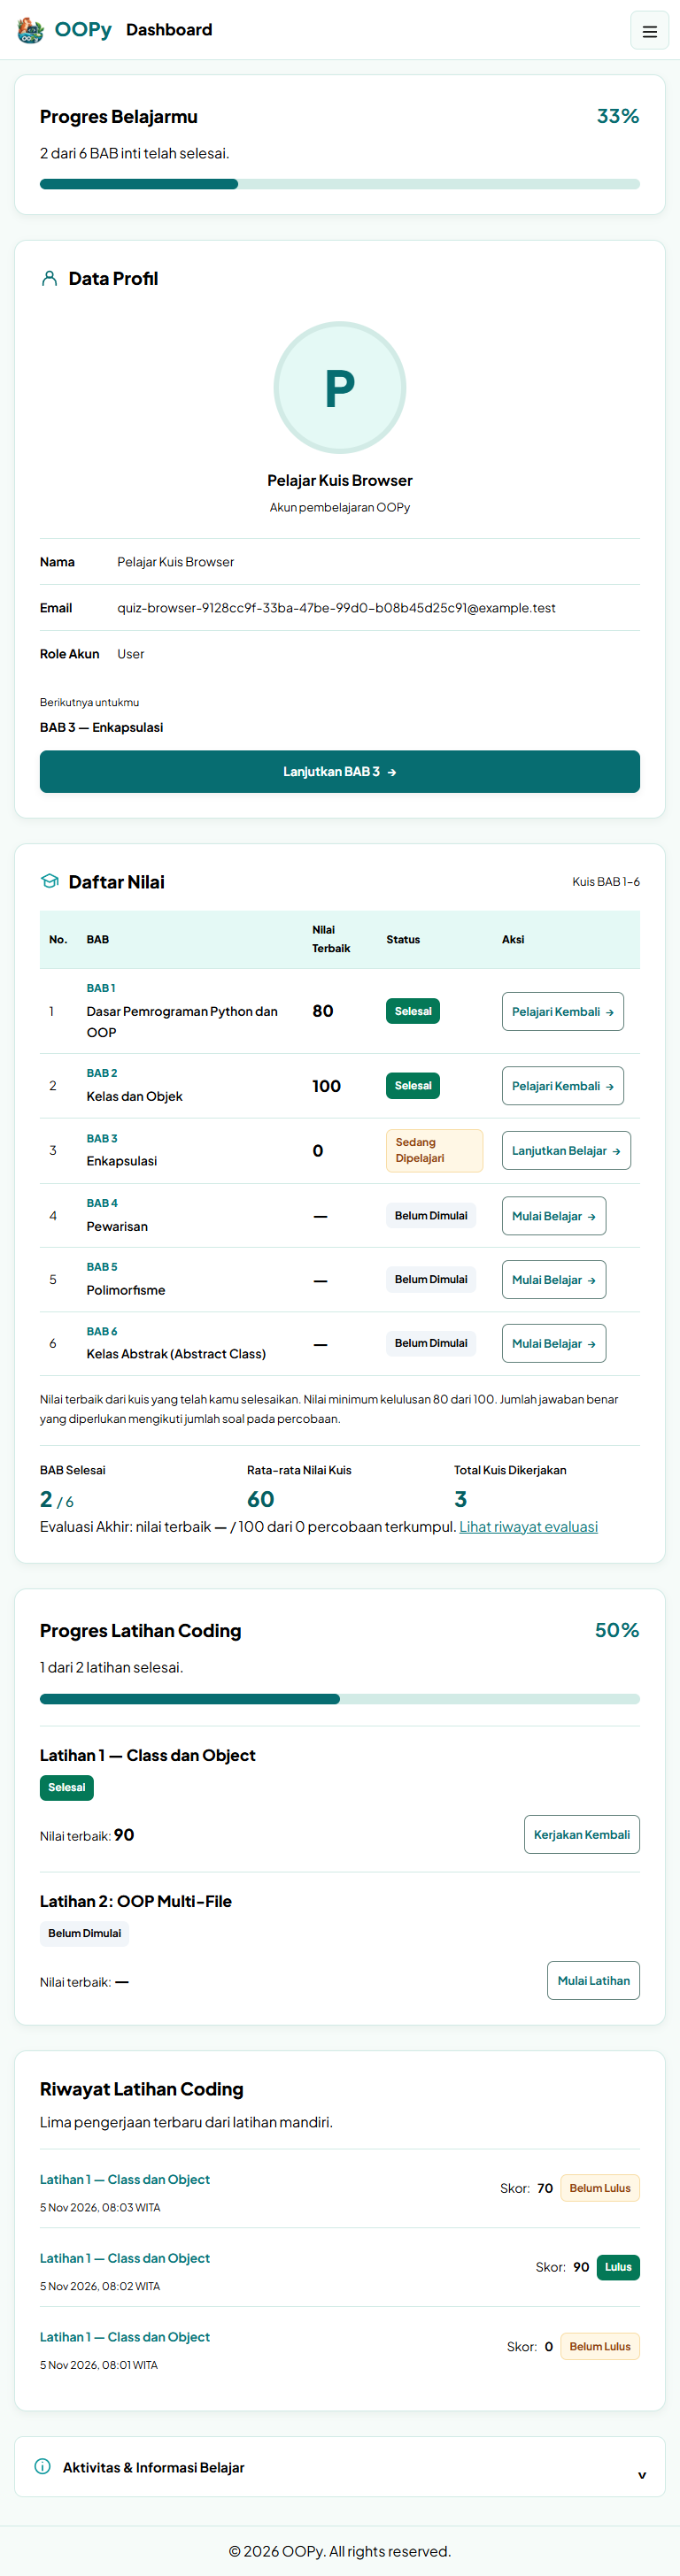 OOPy Dashboard
Progres Belajarmu 33%
2 dari 6 BAB inti telah selesai.
Data Profil
P
Pelajar Kuis Browser
Akun pembelajaran OOPy
Nama Pelajar Kuis Browser
Email quiz-browser-9128cc9f-33ba-47be-99d0-b08b45d25c91@example.test
Role Akun User
Berikutnya untukmu
BAB 3 — Enkapsulasi
Lanjutkan BAB 3 →
Daftar Nilai Kuis BAB 1–6
No. BAB Nilai Terbaik Status Aksi
BAB 1
1 Dasar Pemrograman Python dan OOP 80 Selesai Pelajari Kembali →
BAB 2
2 Kelas dan Objek 100 Selesai Pelajari Kembali →
BAB 3
3 Enkapsulasi 0 Sedang Dipelajari Lanjutkan Belajar →
BAB 4
4 Pewarisan — Belum Dimulai Mulai Belajar →
BAB 5
5 Polimorfisme — Belum Dimulai Mulai Belajar →
BAB 6
6 Kelas Abstrak (Abstract Class) — Belum Dimulai Mulai Belajar →
Nilai terbaik dari kuis yang telah kamu selesaikan. Nilai minimum kelulusan 80 dari 100. Jumlah jawaban benar
yang diperlukan mengikuti jumlah soal pada percobaan.
BAB Selesai Rata-rata Nilai Kuis Total Kuis Dikerjakan
2 / 6 60 3
Evaluasi Akhir: nilai terbaik — / 100 dari 0 percobaan terkumpul. Lihat riwayat evaluasi
Progres Latihan Coding 50%
1 dari 2 latihan selesai.
Latihan 1 — Class dan Object
Selesai
Nilai terbaik: 90 Kerjakan Kembali
Latihan 2: OOP Multi-File
Belum Dimulai
Nilai terbaik: — Mulai Latihan
Riwayat Latihan Coding
Lima pengerjaan terbaru dari latihan mandiri.
Latihan 1 — Class dan Object Skor: 70 Belum Lulus
5 Nov 2026, 08:03 WITA
Latihan 1 — Class dan Object Skor: 90 Lulus
5 Nov 2026, 08:02 WITA
Latihan 1 — Class dan Object Skor: 0 Belum Lulus
5 Nov 2026, 08:01 WITA
Aktivitas & Informasi Belajar v
© 2026 OOPy. All rights reserved.